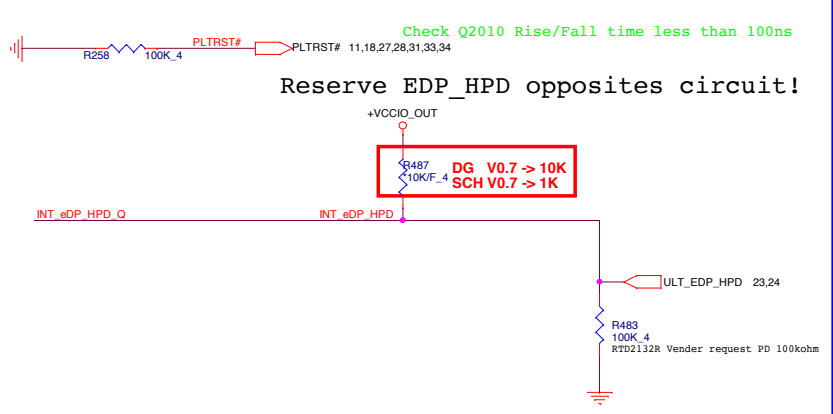 Check Q2010 Rise/Fall time less than 100ns
PLTRST#
PLTRST# 11,18,27,28,31,33,34
R258 100K_4
Reserve EDP_HPD opposites circuit!
+VCCIO_OUT
R487
*10K/F_4
DG V0.7 -> 10K
SCH V0.7 -> 1K
INT_eDP_HPD_Q
INT_eDP_HPD
ULT_EDP_HPD 23,24
R483
100K_4
RTD2132R Vender request PD 100kohm